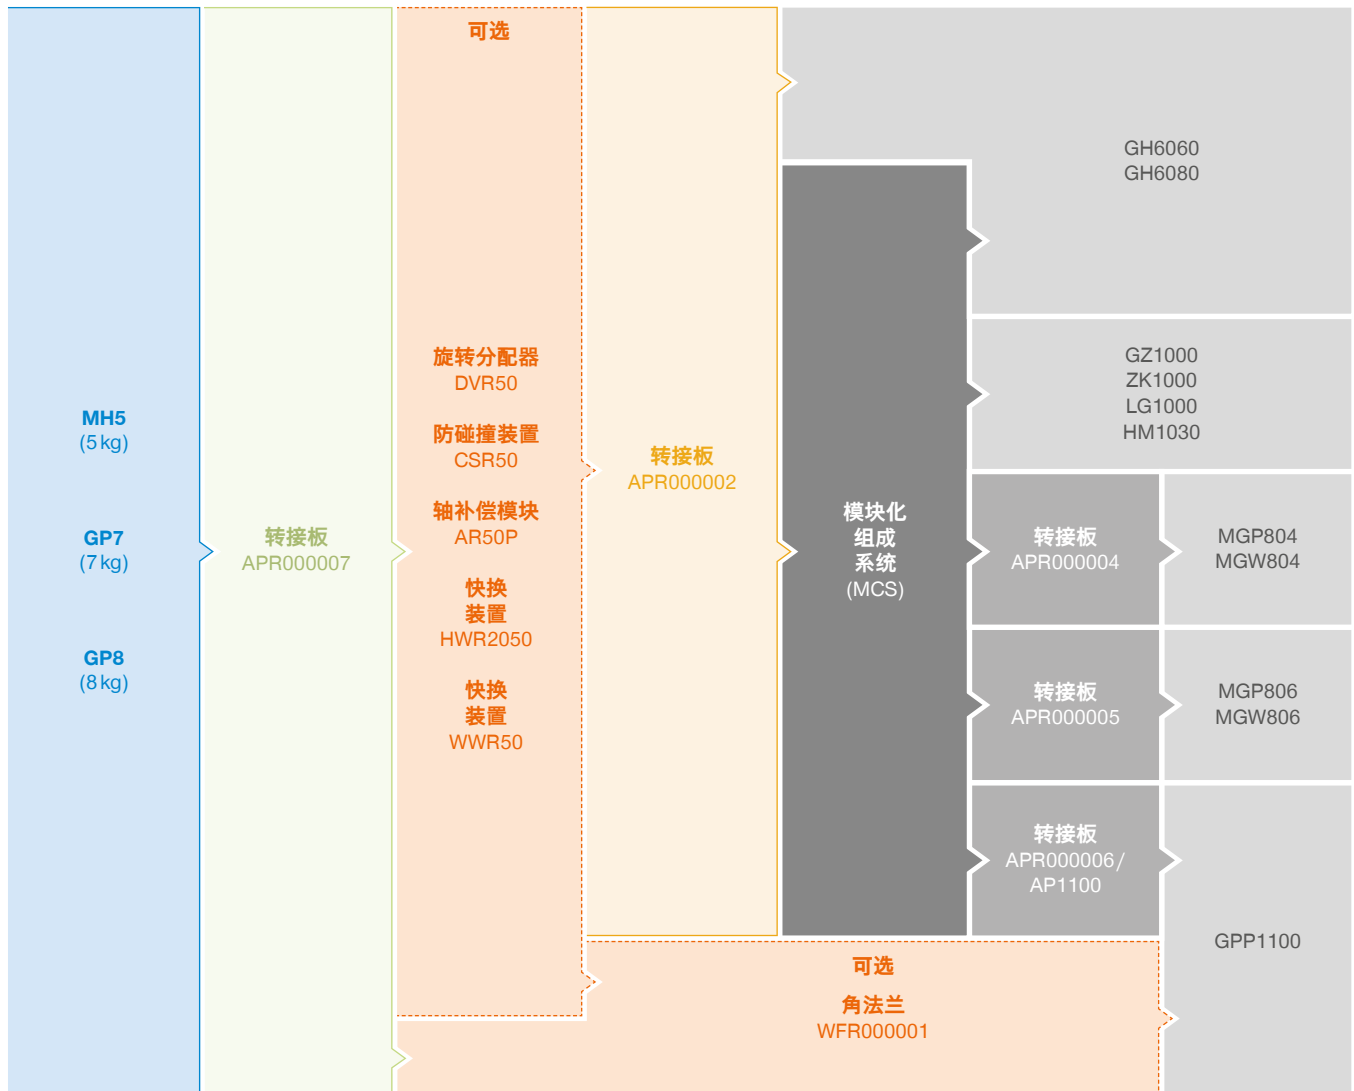 MH5
(5 kg)
GP7
(7 kg)
GP8
(8 kg)
转接板
APR000007
可选
旋转分配器
DVR50
防碰撞装置
CSR50
轴补偿模块
AR50P
快换
装置
HWR2050
快换
装置
WWR50
转接板
APR000002
模块化
组成
系统
(MCS)
GH6060
GH6080
GZ1000
ZK1000
LG1000
HM1030
转接板
APR000004
MGP804
MGW804
转接板
APR000005
MGP806
MGW806
转接板
APR000006/
AP1100
GPP1100
可选
角法兰
WFR000001